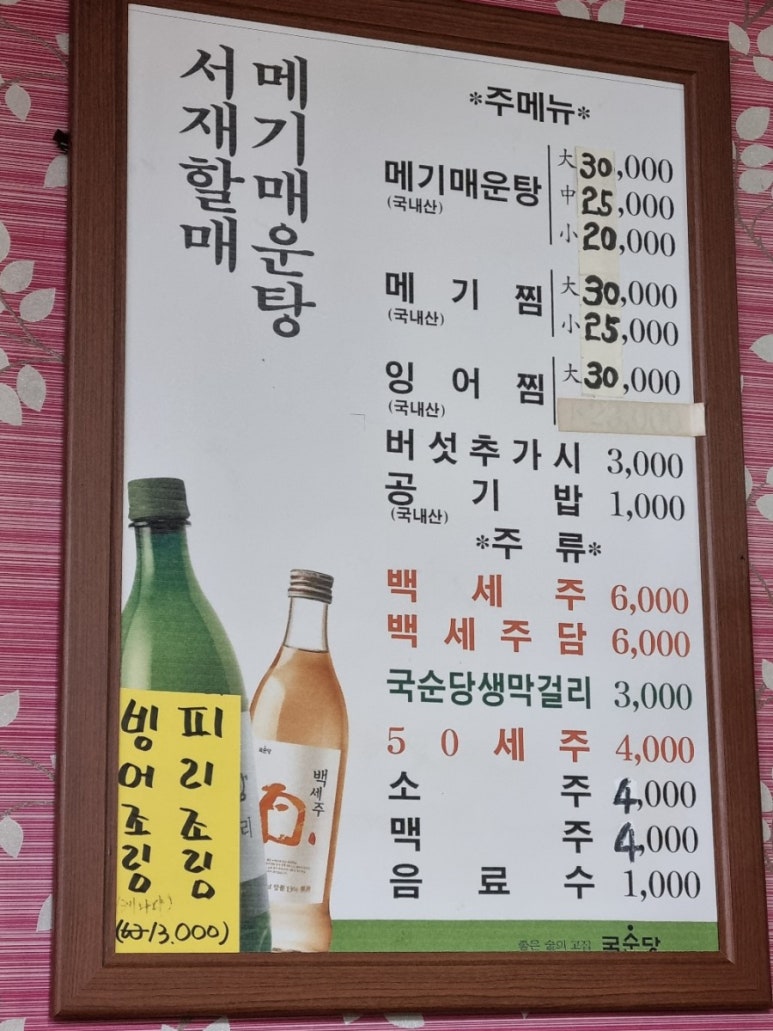 메기매운탕
서재할매
*주메뉴*
메기매운탕 大 30,000
(국내산) 中 25,000
小 20,000
메기찜 大 30,000
(국내산) 小 25,000
잉어찜 大 30,000
(국내산)
버섯추가시 3,000
공기밥 1,000
(국내산)
*주류*
백세주 6,000
백세주담 6,000
국순당생막걸리 3,000
50세주 4,000
소주 4,000
맥주 4,000
음료수 1,000
피리조림
빙어조림
13.000)
백세주
좋은 술의 고집 국순당